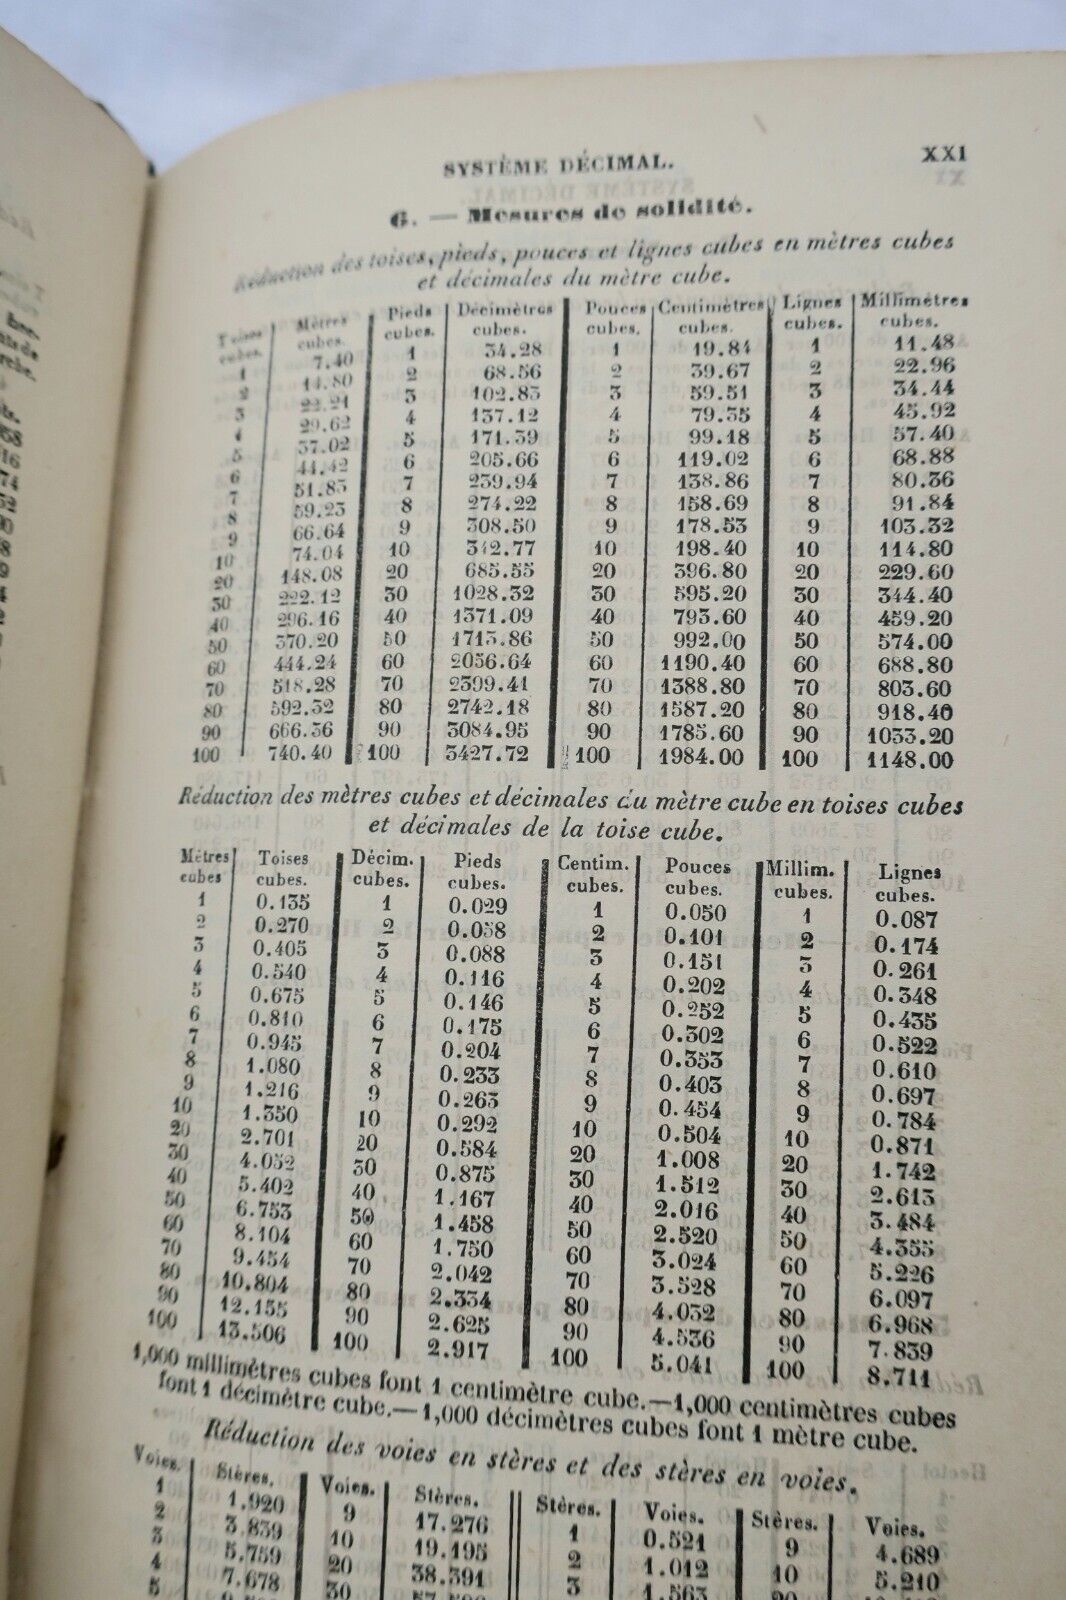 SYSTÈME DÉCIMAL. XXI
6. — Mesures de solidité.
Réduction des toises, pieds, pouces et lignes cubes en mètres cubes
et décimales du mètre cube.
Toises cubes. | Mètres cubes. | Pieds cubes. | Décimètres cubes. | Pouces cubes. | Centimètres cubes. | Lignes cubes. | Millimètres cubes.
1 7.40 1 34.28 1 19.84 1 11.48
2 14.80 2 68.56 2 39.67 2 22.96
3 22.21 3 102.83 3 59.51 3 34.44
4 29.62 4 137.12 4 79.35 4 45.92
5 37.02 5 171.39 5 99.18 5 57.40
6 44.42 6 205.66 6 119.02 6 68.88
7 51.83 7 239.94 7 138.86 7 80.36
8 59.23 8 274.22 8 158.69 8 91.84
9 66.64 9 308.50 9 178.53 9 103.32
10 74.04 10 342.77 10 198.40 10 114.80
20 148.08 20 685.55 20 396.80 20 229.60
30 222.12 30 1028.32 30 595.20 30 344.40
40 296.16 40 1371.09 40 793.60 40 459.20
50 370.20 50 1713.86 50 992.00 50 574.00
60 444.24 60 2056.64 60 1190.40 60 688.80
70 518.28 70 2399.41 70 1388.80 70 803.60
80 592.32 80 2742.18 80 1587.20 80 918.40
90 666.36 90 3084.95 90 1785.60 90 1033.20
100 740.40 100 3427.72 100 1984.00 100 1148.00
Réduction des mètres cubes et décimales du mètre cube en toises cubes
et décimales de la toise cube.
Mètres cubes | Toises cubes. | Décim. cubes. | Pieds cubes. | Centim. cubes. | Pouces cubes. | Millim. cubes. | Lignes cubes.
1 0.135 1 0.029 1 0.050 1 0.087
2 0.270 2 0.058 2 0.101 2 0.174
3 0.405 3 0.088 3 0.151 3 0.261
4 0.540 4 0.116 4 0.202 4 0.348
5 0.675 5 0.146 5 0.252 5 0.435
6 0.810 6 0.175 6 0.302 6 0.522
7 0.945 7 0.204 7 0.353 7 0.610
8 1.080 8 0.233 8 0.403 8 0.697
9 1.216 9 0.263 9 0.454 9 0.784
10 1.350 10 0.292 10 0.504 10 0.871
20 2.701 20 0.584 20 1.008 20 1.742
30 4.052 30 0.875 30 1.512 30 2.613
40 5.402 40 1.167 40 2.016 40 3.484
50 6.753 50 1.458 50 2.520 50 4.355
60 8.104 60 1.750 60 3.024 60 5.226
70 9.454 70 2.042 70 3.528 70 6.097
80 10.804 80 2.334 80 4.032 80 6.968
90 12.155 90 2.625 90 4.536 90 7.839
100 13.506 100 2.917 100 5.041 100 8.711
1,000 millimètres cubes font 1 centimètre cube.—1,000 centimètres cubes
font 1 décimètre cube.—1,000 décimètres cubes font 1 mètre cube.
Réduction des voies en stères et des stères en voies.
Voies. | Stères. | Voies. | Stères. | Stères. | Voies. | Stères. | Voies.
1 1.920 9 17.276 1 0.521 9 4.689
2 3.839 10 19.195 2 1.012 10 5.210
3 5.759 20 38.391 3 1.563 20
4 7.678 30
5